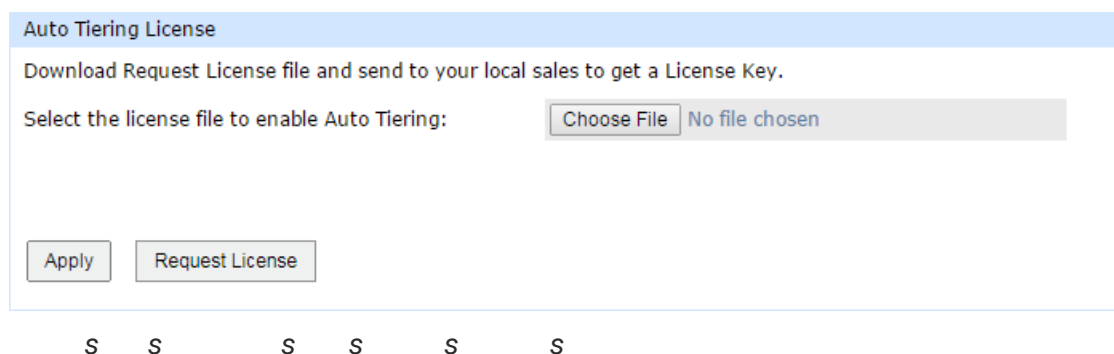 Auto Tiering License
Download Request License file and send to your local sales to get a License Key.
Select the license file to enable Auto Tiering: Choose File No file chosen
Apply Request License
s s s s s s